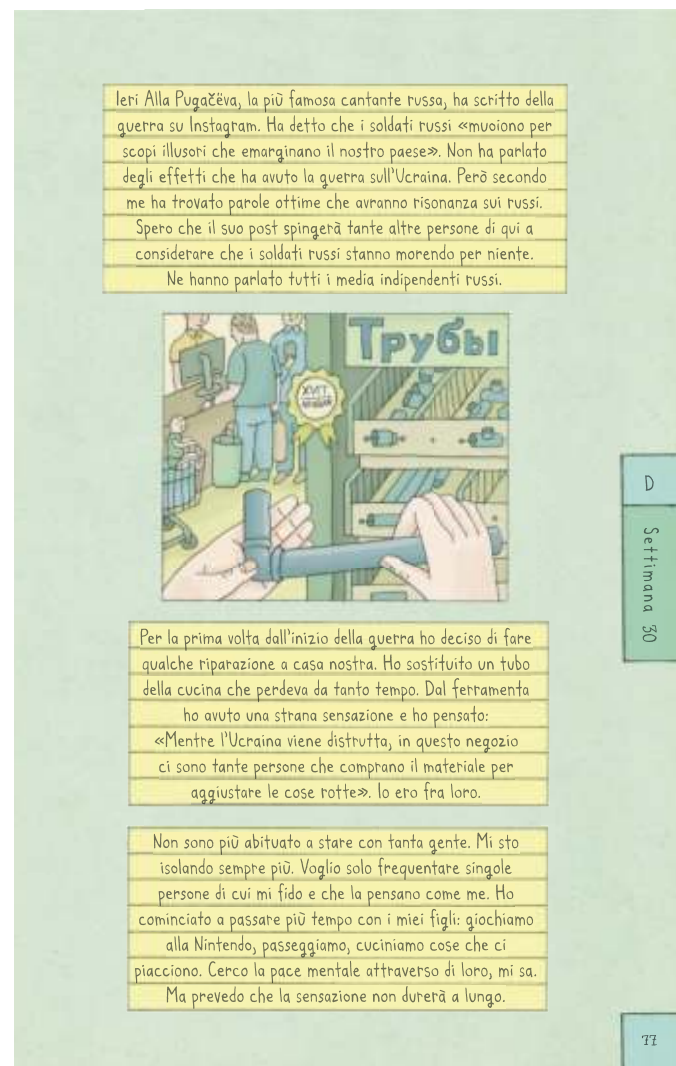 Ieri Alla Pugačëva, la più famosa cantante russa, ha scritto della
guerra su Instagram. Ha detto che i soldati russi «muoiono per
scopi illusori che emarginano il nostro paese». Non ha parlato
degli effetti che ha avuto la guerra sull'Ucraina. Però secondo
me ha trovato parole ottime che avranno risonanza sui russi.
Spero che il suo post spingerà tante altre persone di qui a
considerare che i soldati russi stanno morendo per niente.
Ne hanno parlato tutti i media indipendenti russi.
Трубы
ХИТ
D
Settimana 30
Per la prima volta dall'inizio della guerra ho deciso di fare
qualche riparazione a casa nostra. Ho sostituito un tubo
della cucina che perdeva da tanto tempo. Dal ferramenta
ho avuto una strana sensazione e ho pensato:
«Mentre l'Ucraina viene distrutta, in questo negozio
ci sono tante persone che comprano il materiale per
aggiustare le cose rotte». Io ero fra loro.
Non sono più abituato a stare con tanta gente. Mi sto
isolando sempre più. Voglio solo frequentare singole
persone di cui mi fido e che la pensano come me. Ho
cominciato a passare più tempo con i miei figli: giochiamo
alla Nintendo, passeggiamo, cuciniamo cose che ci
piacciono. Cerco la pace mentale attraverso di loro, mi sa.
Ma prevedo che la sensazione non durerà a lungo.
77